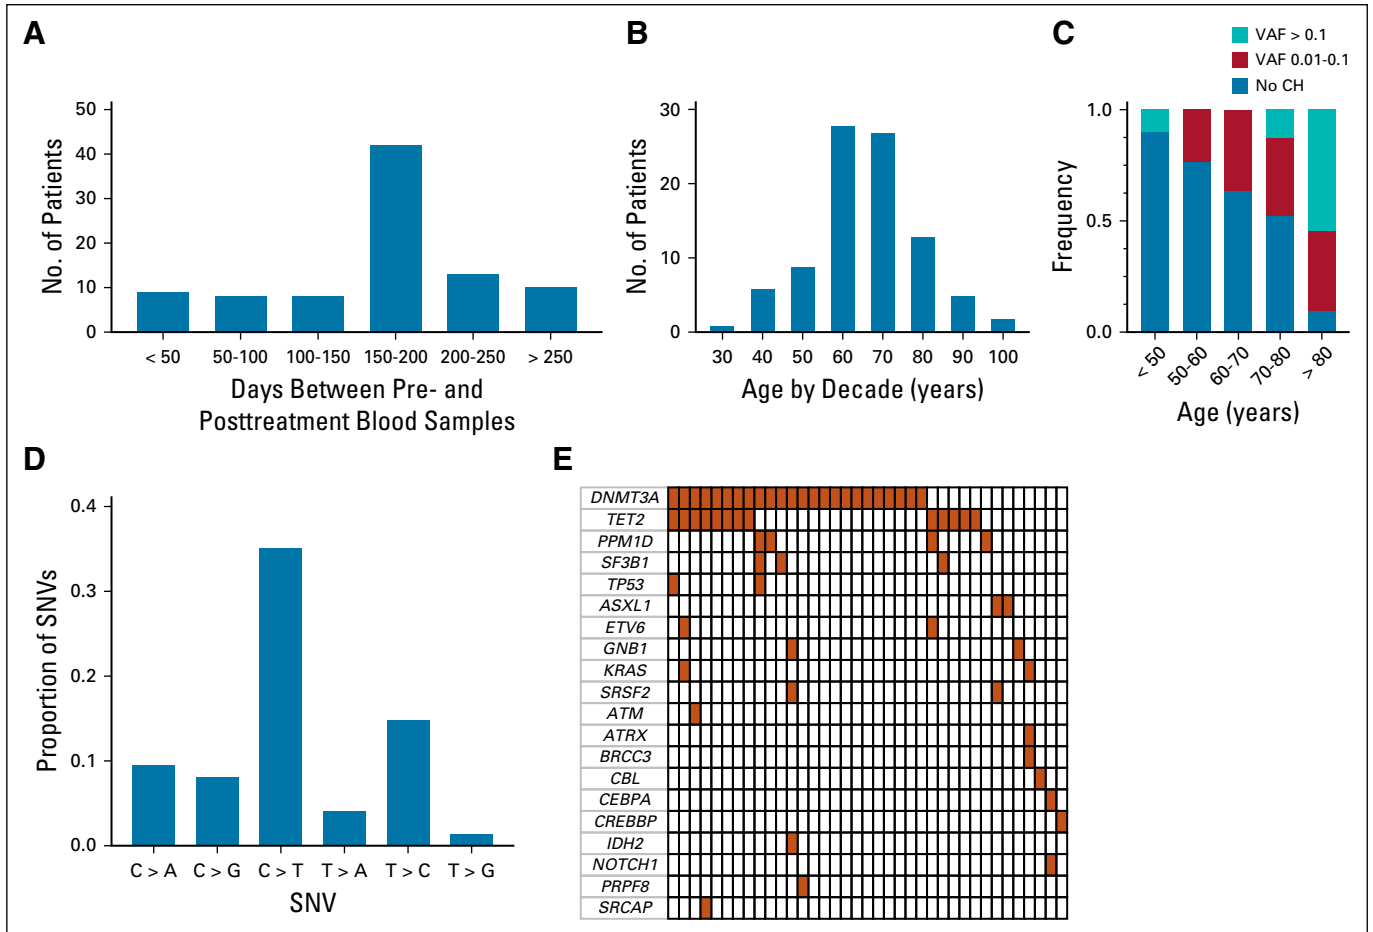 A
50
40
30
20
10
0
No. of Patients
< 50
50-100
100-150
150-200
200-250
> 250
Days Between Pre- and
Posttreatment Blood Samples
B
30
20
10
0
No. of Patients
30
40
50
60
70
80
90
100
Age by Decade (years)
C
VAF > 0.1
VAF 0.01-0.1
No CH
1.0
0.5
0.0
Frequency
< 50
50-60
60-70
70-80
> 80
Age (years)
D
0.4
0.3
0.2
0.1
0.0
Proportion of SNVs
C > A
C > G
C > T
T > A
T > C
T > G
SNV
E
DNMT3A
TET2
PPM1D
SF3B1
TP53
ASXL1
ETV6
GNB1
KRAS
SRSF2
ATM
ATRX
BRCC3
CBL
CEBPA
CREBBP
IDH2
NOTCH1
PRPF8
SRCAP